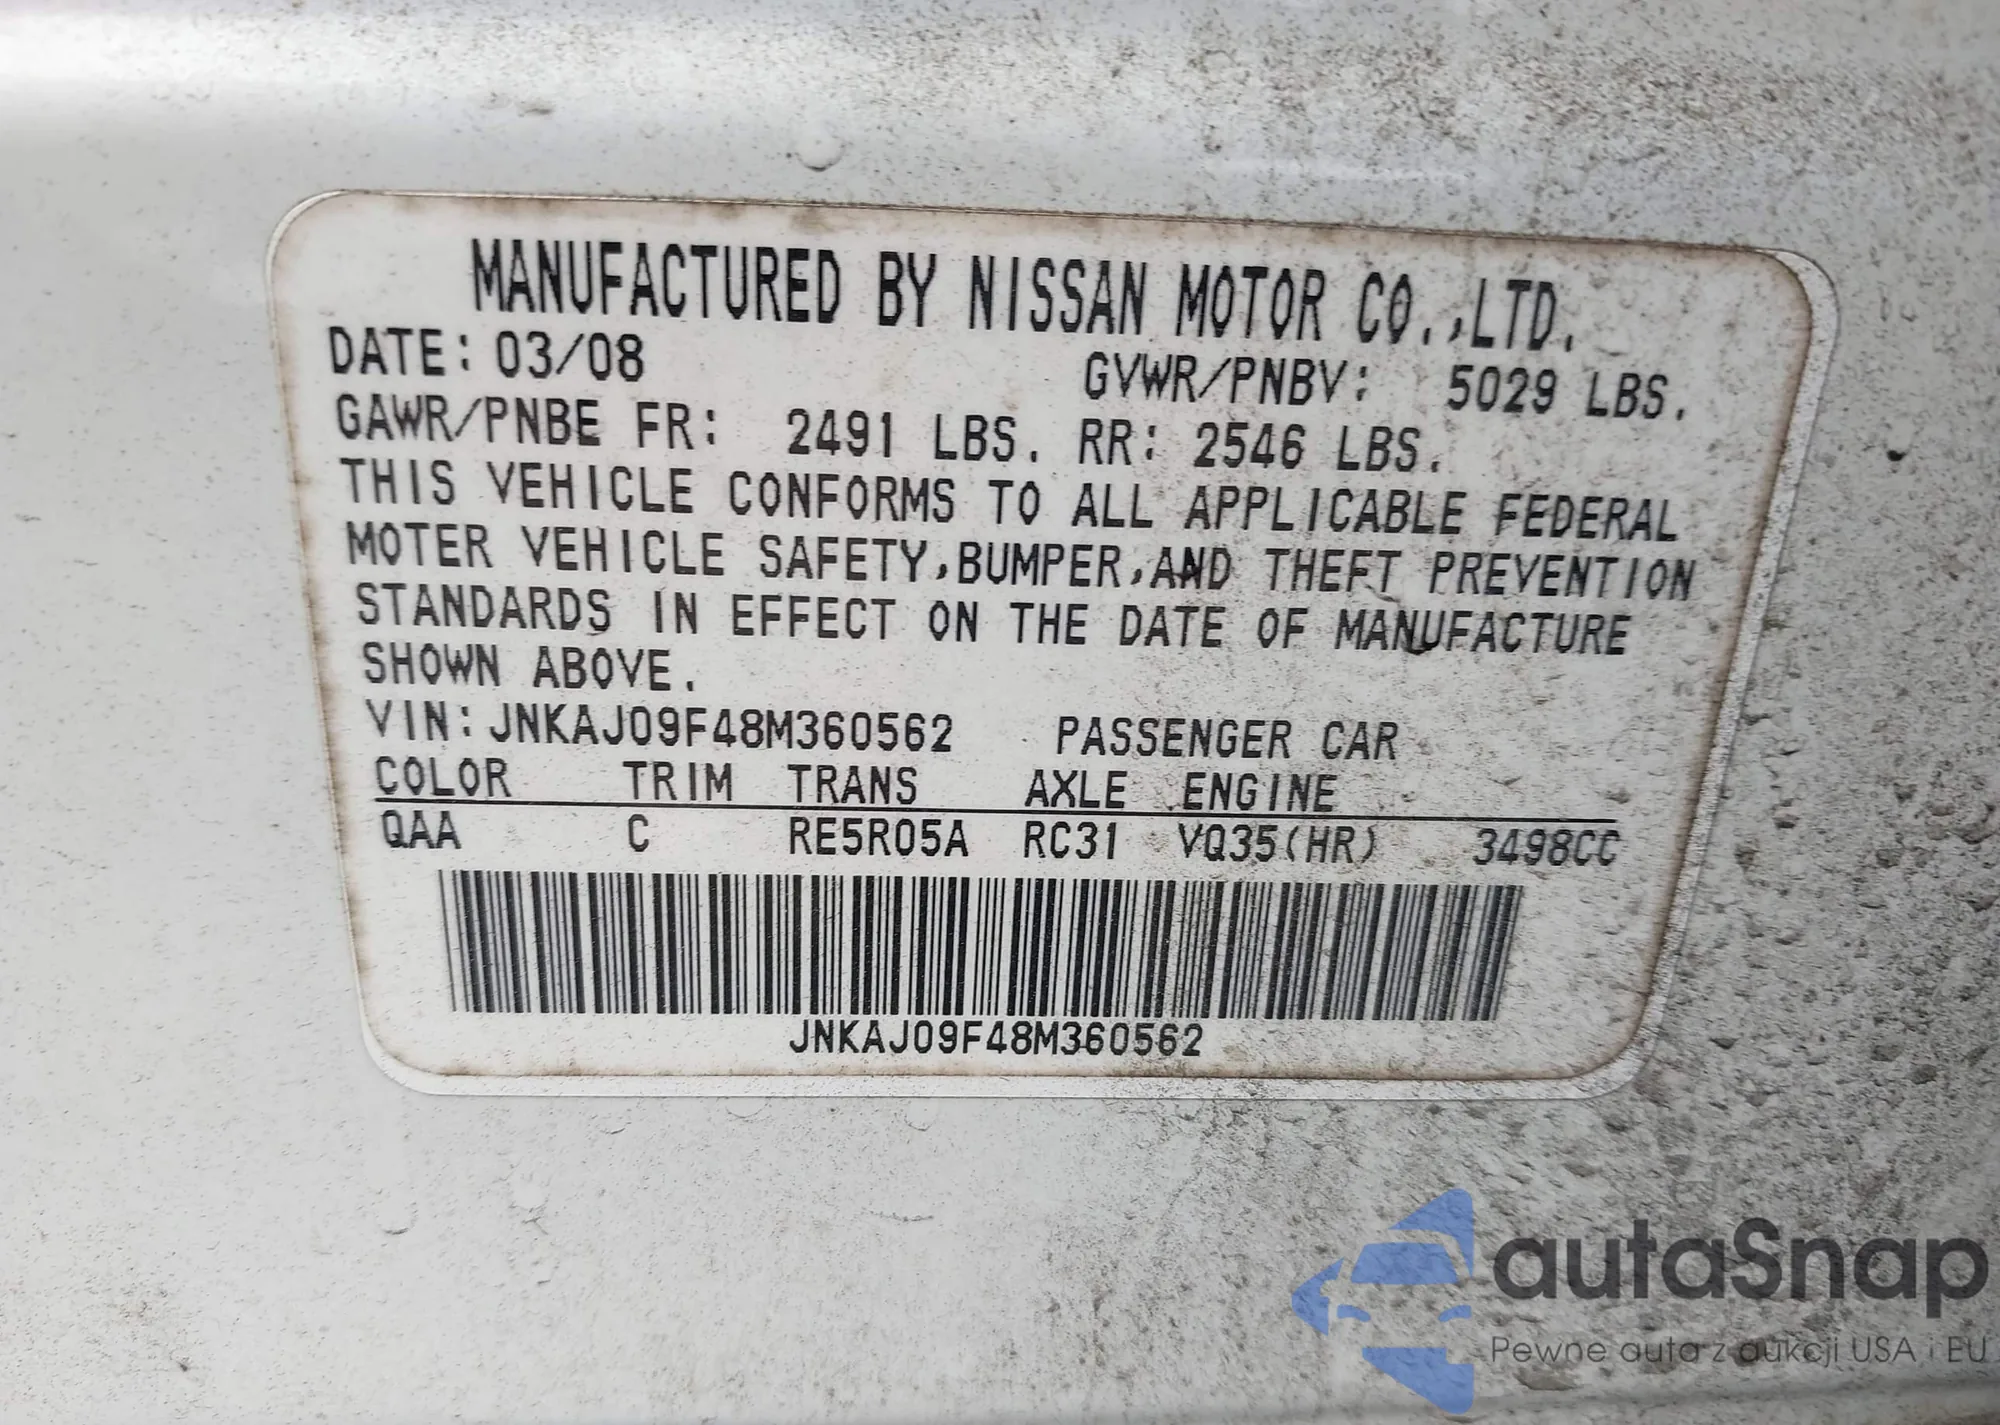 MANUFACTURED BY NISSAN MOTOR CO.,LTD.
DATE: 03/08 GVWR/PNBV: 5029 LBS.
GAWR/PNBE FR: 2491 LBS. RR: 2546 LBS.
THIS VEHICLE CONFORMS TO ALL APPLICABLE FEDERAL
MOTER VEHICLE SAFETY,BUMPER,AND THEFT PREVENTION
STANDARDS IN EFFECT ON THE DATE OF MANUFACTURE
SHOWN ABOVE.
VIN: JNKAJ09F48M360562 PASSENGER CAR
COLOR TRIM TRANS AXLE ENGINE
QAA C RE5R05A RC31 VQ35(HR) 3498CC
JNKAJ09F48M360562
autaSnap
Pewne auta z aukcji USA i EU